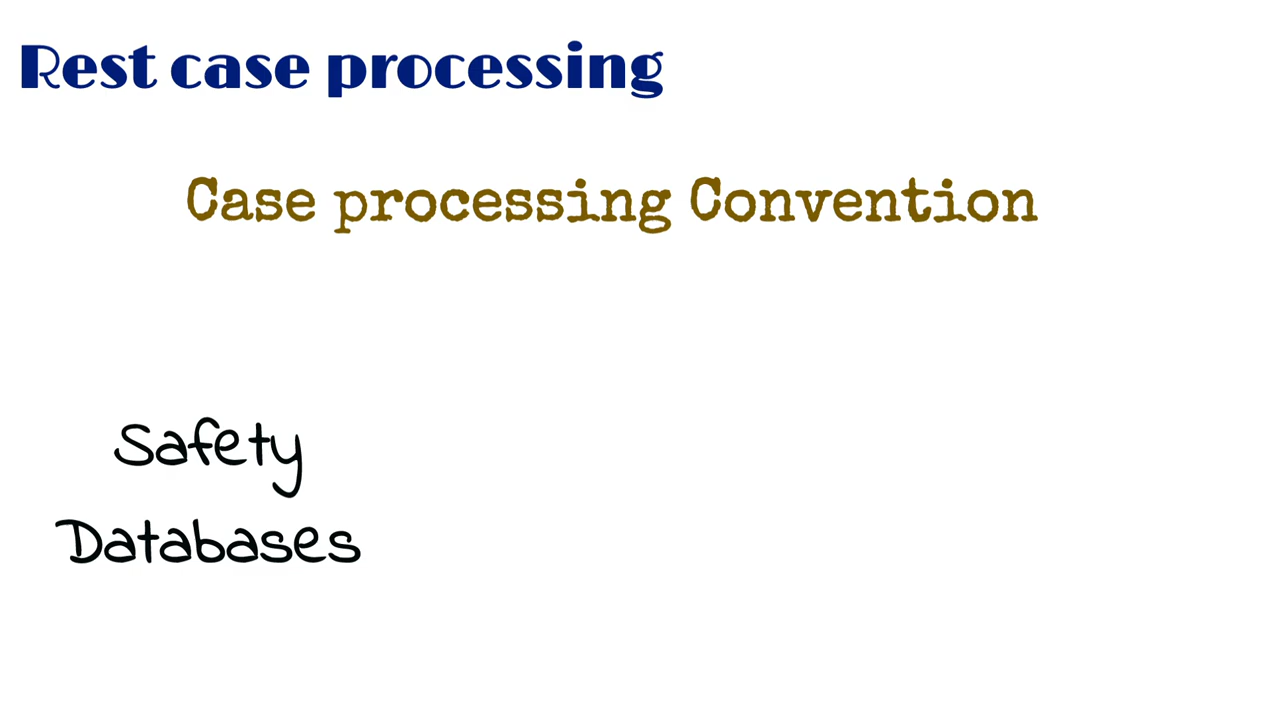 Rest case processing
Case processing Convention
Safety
Databases